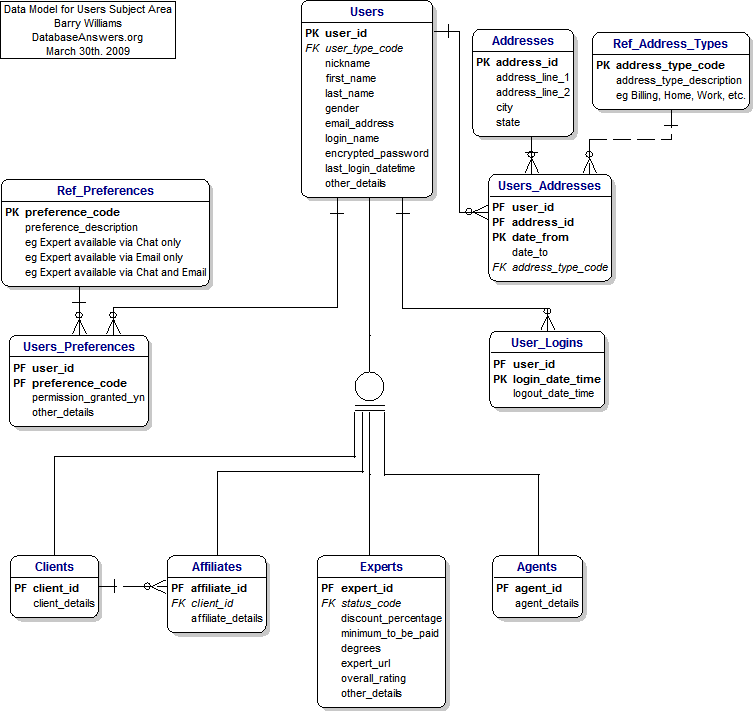 Data Model for Users Subject Area
Barry Williams
DatabaseAnswers.org
March 30th. 2009
Users
PK user_id
FK user_type_code
nickname
first_name
last_name
gender
email_address
login_name
encrypted_password
last_login_datetime
other_details
Addresses
PK address_id
address_line_1
address_line_2
city
state
Ref_Address_Types
PK address_type_code
address_type_description
eg Billing, Home, Work, etc.
Users_Addresses
PF user_id
PF address_id
PK date_from
date_to
FK address_type_code
Ref_Preferences
PK preference_code
preference_description
eg Expert available via Chat only
eg Expert available via Email only
eg Expert available via Chat and Email
Users_Preferences
PF user_id
PF preference_code
permission_granted_yn
other_details
User_Logins
PF user_id
PK login_date_time
logout_date_time
Clients
PF client_id
client_details
Affiliates
PF affiliate_id
FK client_id
affiliate_details
Experts
PF expert_id
FK status_code
discount_percentage
minimum_to_be_paid
degrees
expert_url
overall_rating
other_details
Agents
PF agent_id
agent_details